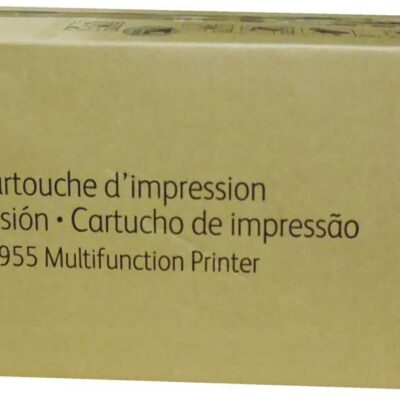 artouche d'impression
sión · Cartucho de impressão
955 Multifunction Printer